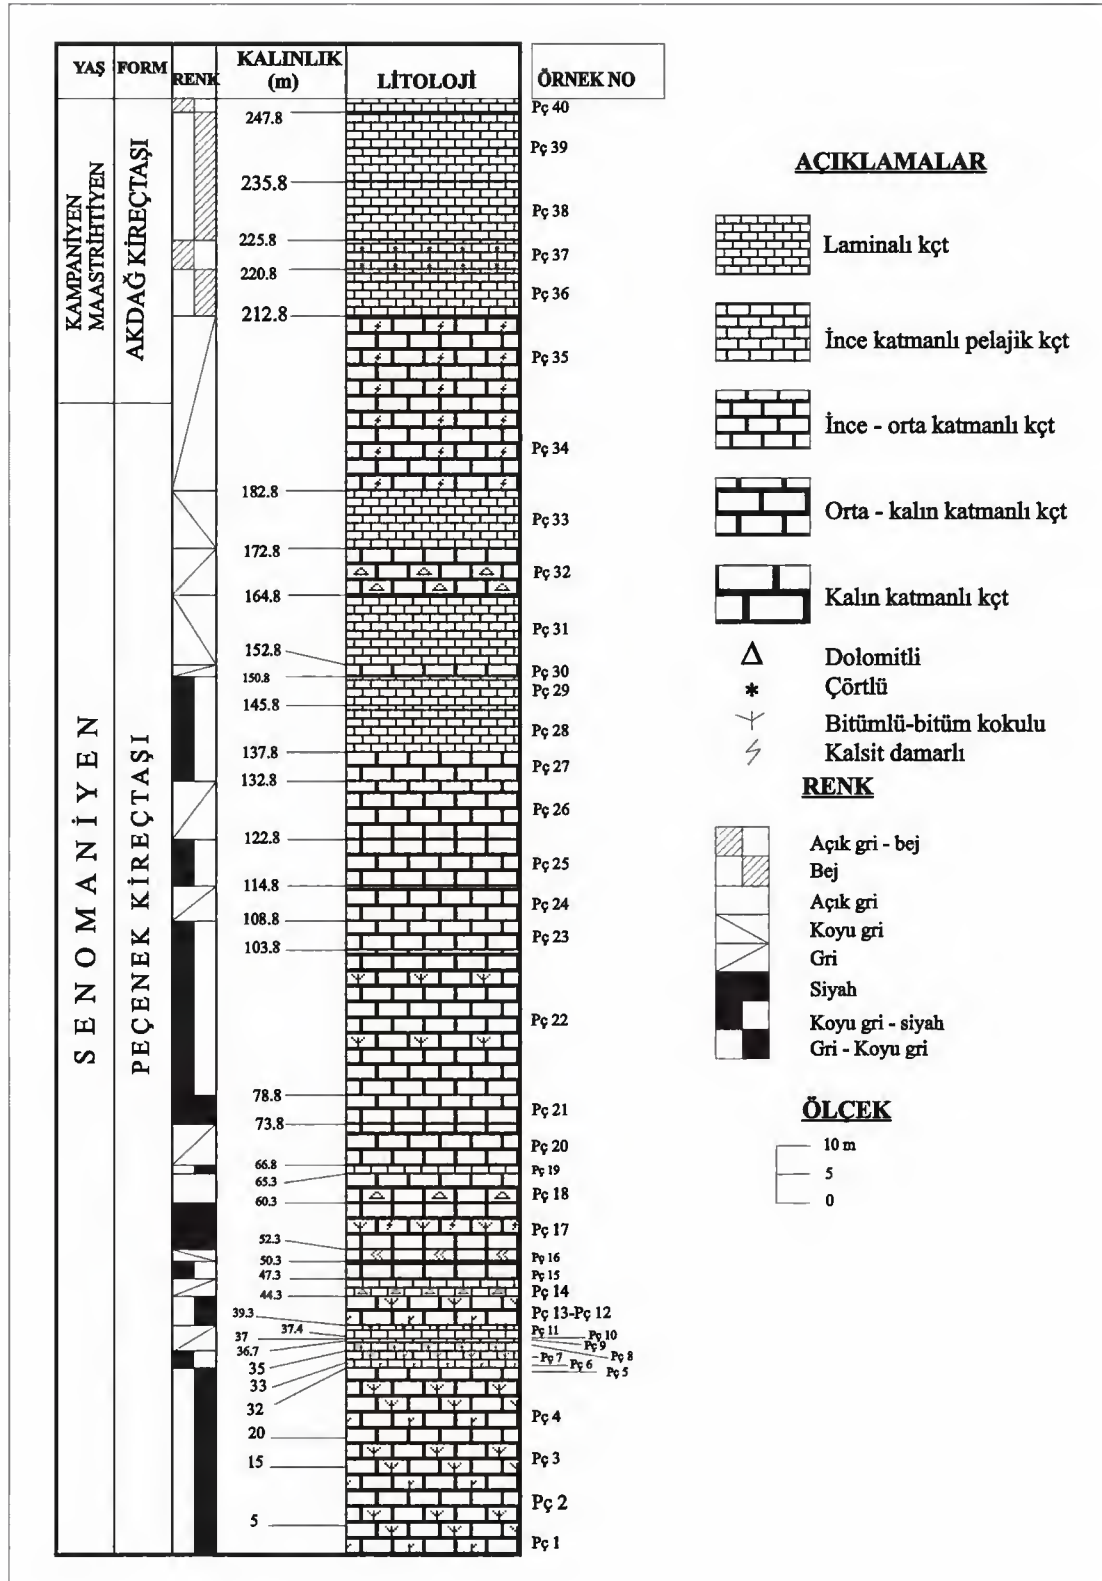 YAŞ FORM RENK KALINLIK (m) LİTOLOJİ ÖRNEK NO
KAMPANİYEN
MAASTRİHTİYEN
AKDAĞ KİREÇTAŞI
SENOMANİYEN
PEÇENEK KİREÇTAŞI
247.8
235.8
225.8
220.8
212.8
182.8
172.8
164.8
152.8
150.8
145.8
137.8
132.8
122.8
114.8
108.8
103.8
78.8
73.8
66.8
65.3
60.3
52.3
50.3
47.3
44.3
39.3
37.4
37
36.7
35
33
32
20
15
5
Pç 40
Pç 39
Pç 38
Pç 37
Pç 36
Pç 35
Pç 34
Pç 33
Pç 32
Pç 31
Pç 30
Pç 29
Pç 28
Pç 27
Pç 26
Pç 25
Pç 24
Pç 23
Pç 22
Pç 21
Pç 20
Pç 19
Pç 18
Pç 17
Pç 16
Pç 15
Pç 14
Pç 13-Pç 12
Pç 11
Pç 10
Pç 9
Pç 8
Pç 7
Pç 6
Pç 5
Pç 4
Pç 3
Pç 2
Pç 1
AÇIKLAMALAR
Laminalı kçt
İnce katmanlı pelajik kçt
İnce - orta katmanlı kçt
Orta - kalın katmanlı kçt
Kalın katmanlı kçt
Dolomitli
Çörtlü
Bitümlü-bitüm kokulu
Kalsit damarlı
RENK
Açık gri - bej
Bej
Açık gri
Koyu gri
Gri
Siyah
Koyu gri - siyah
Gri - Koyu gri
ÖLÇEK
10 m
5
0